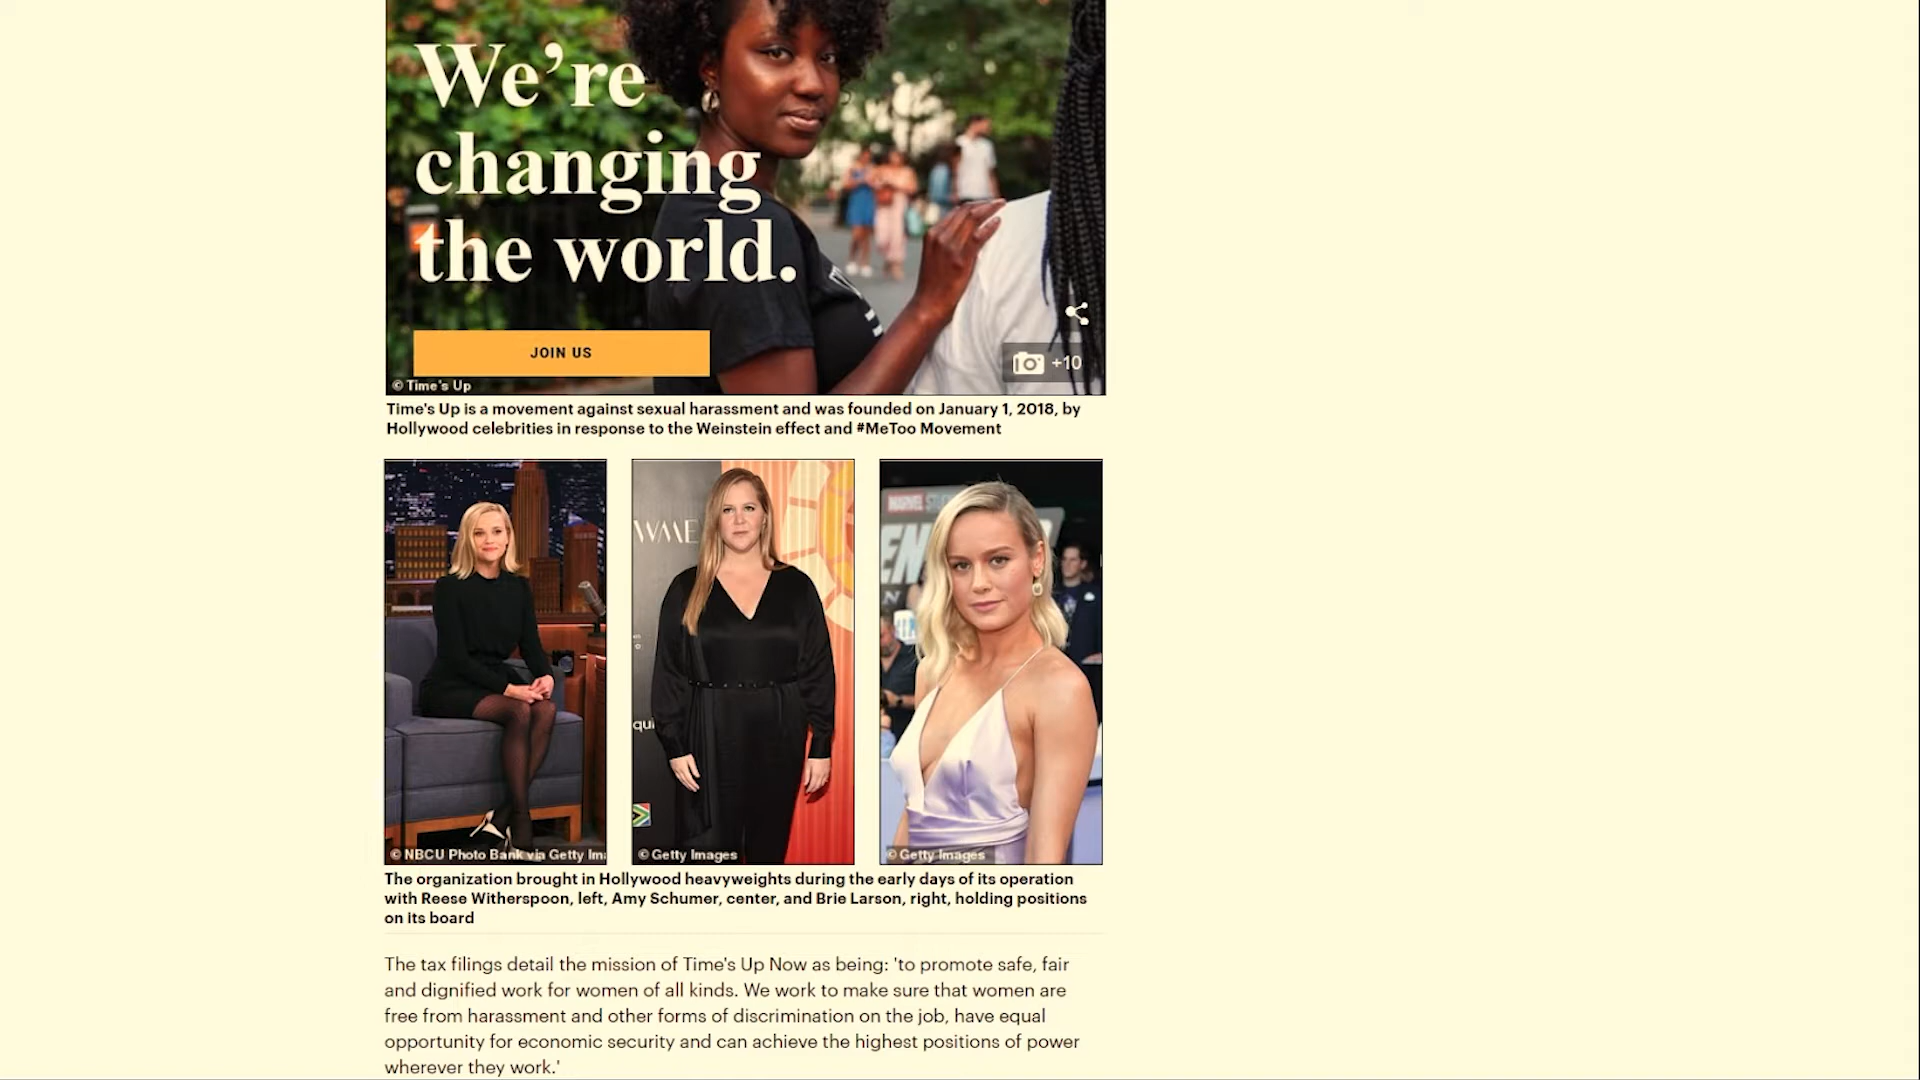 We're
changing
the world.
JOIN US
+10
© Time's Up
Time's Up is a movement against sexual harassment and was founded on January 1, 2018, by
Hollywood celebrities in response to the Weinstein effect and #MeToo Movement
WME
MARVEL
EN
N
qui
© NBCU Photo Bank via Getty Im
© Getty Images
© Getty Images
The organization brought in Hollywood heavyweights during the early days of its operation
with Reese Witherspoon, left, Amy Schumer, center, and Brie Larson, right, holding positions
on its board
The tax filings detail the mission of Time's Up Now as being: 'to promote safe, fair
and dignified work for women of all kinds. We work to make sure that women are
free from harassment and other forms of discrimination on the job, have equal
opportunity for economic security and can achieve the highest positions of power
wherever they work.'